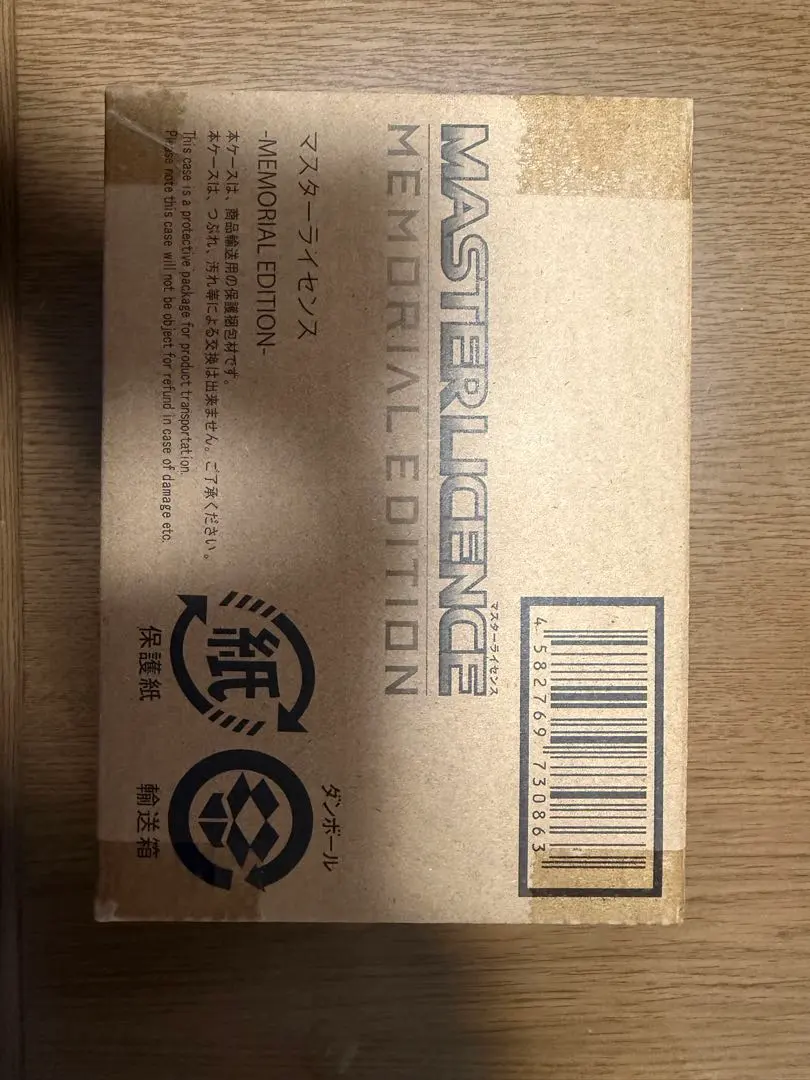 マスターライセンス
MASTERLICENCE
MEMORIAL EDITION
マスターライセンス
-MEMORIAL EDITION-
本ケースは、商品輸送用の保護梱包材です。
本ケースは、つぶれ、汚れ等による交換は出来ません。ご了承ください。
This case is a protective package for product transportation.
Please note this case will not be object for refund in case of damage etc.
4 582769 730863
紙
保護紙
ダンボール
輸送箱